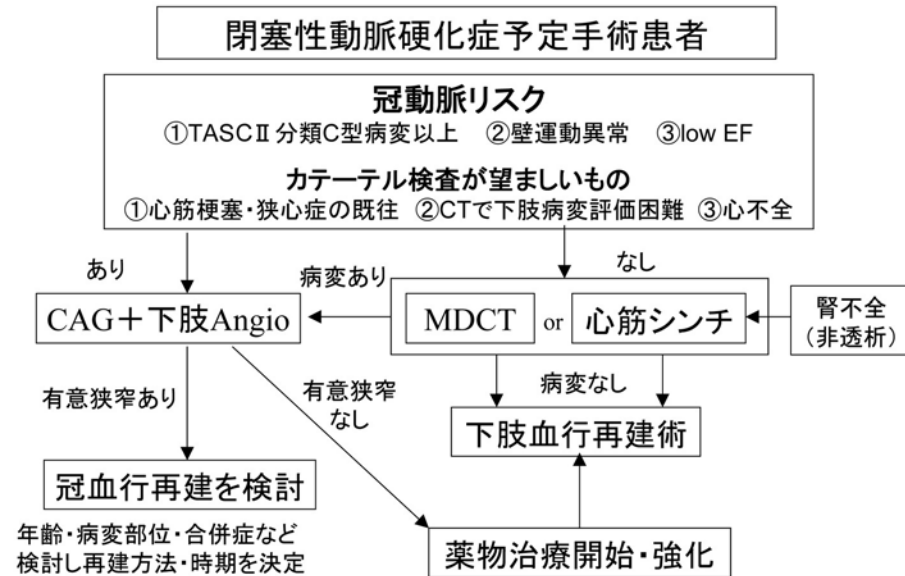 閉塞性動脈硬化症予定手術患者
冠動脈リスク
①TASCⅡ分類C型病変以上 ②壁運動異常 ③low EF
カテーテル検査が望ましいもの
①心筋梗塞・狭心症の既往 ②CTで下肢病変評価困難 ③心不全
あり
病変あり
なし
CAG+下肢Angio
MDCT or 心筋シンチ
腎不全
(非透析)
有意狭窄あり
有意狭窄
なし
病変なし
下肢血行再建術
冠血行再建を検討
年齢・病変部位・合併症など
検討し再建方法・時期を決定
薬物治療開始・強化